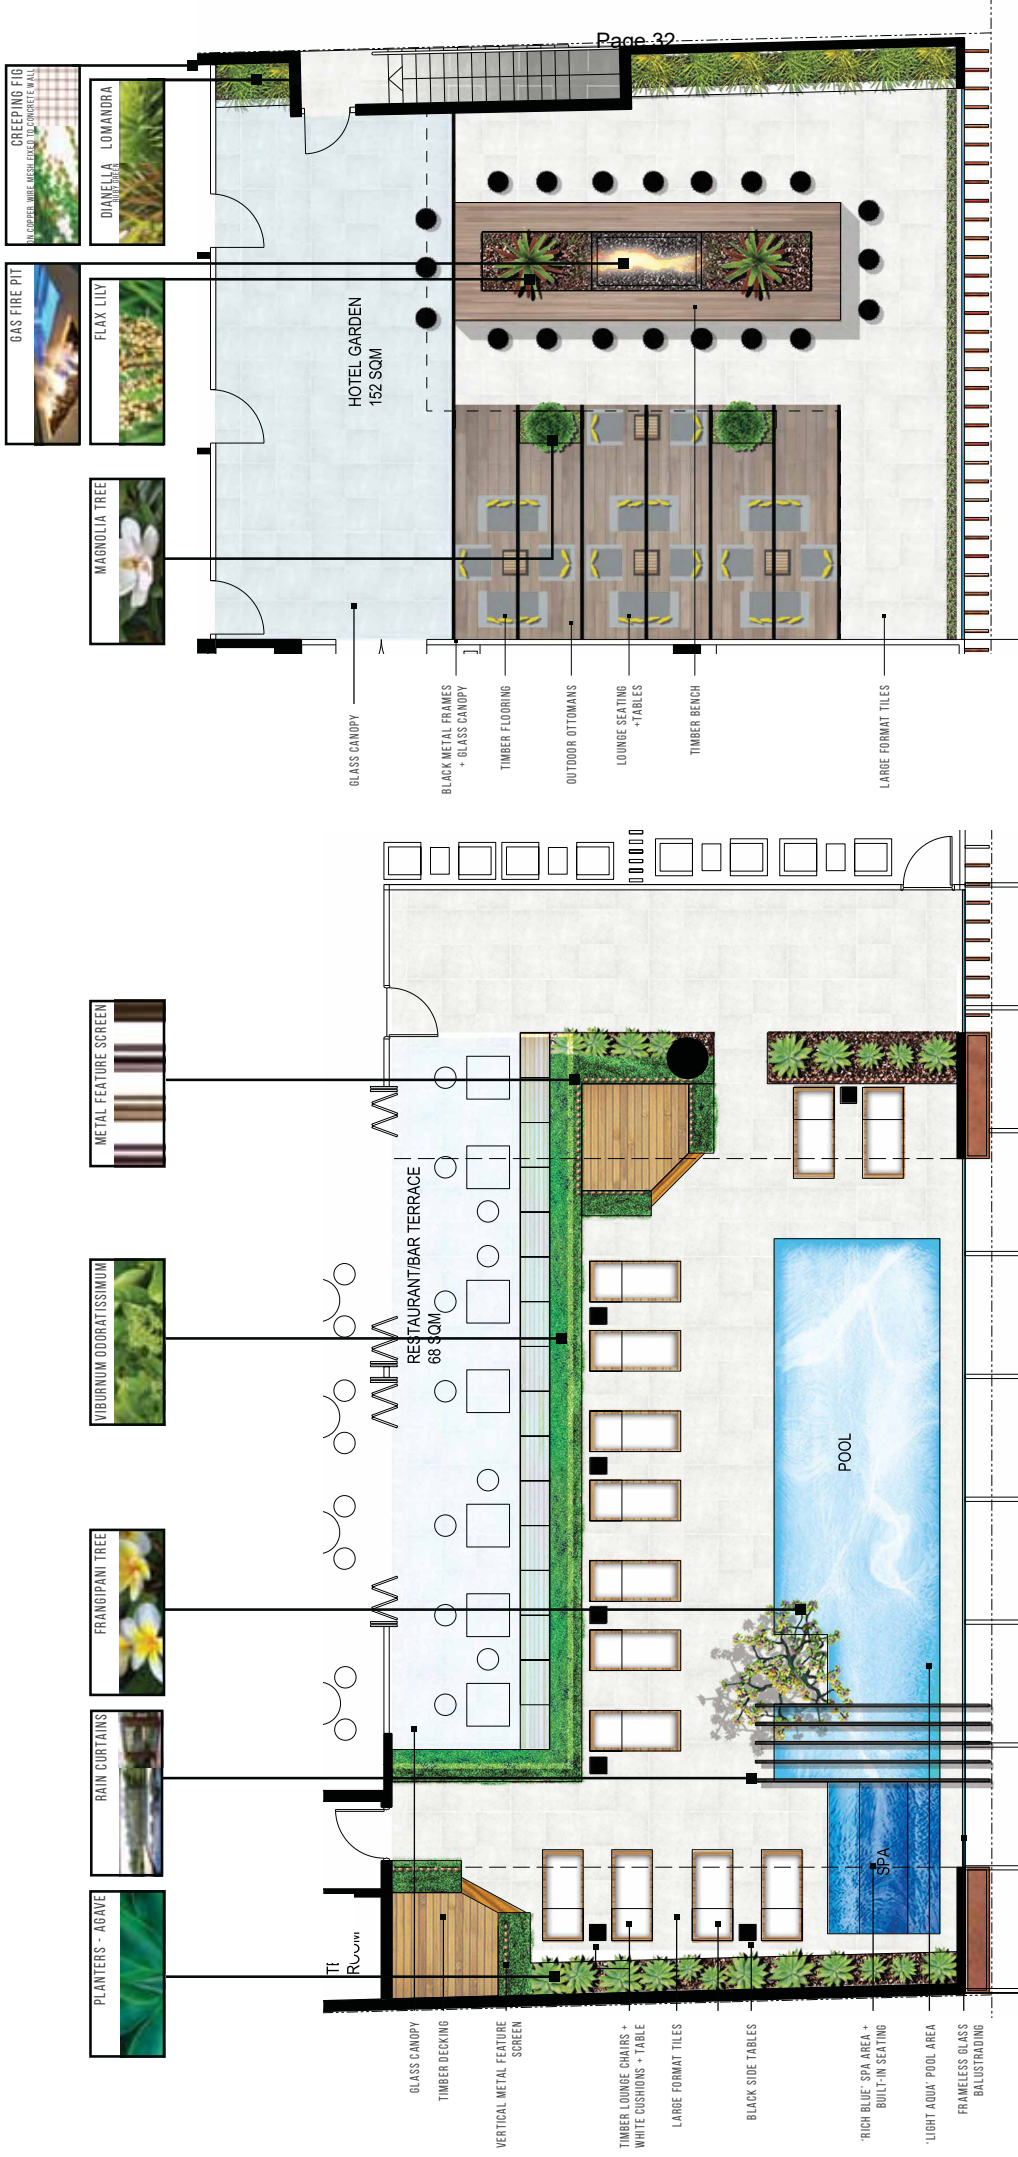 Page 32
CREEPING FIG
ON COPPER WIRE MESH FIXED TO CONCRETE WALL
DIANELLA
RUBY GREEN
LOMANDRA
GAS FIRE PIT
FLAX LILY
MAGNOLIA TREE
HOTEL GARDEN
152 SQM
GLASS CANOPY
BLACK METAL FRAMES
+ GLASS CANOPY
TIMBER FLOORING
OUTDOOR OTTOMANS
LOUNGE SEATING
+TABLES
TIMBER BENCH
LARGE FORMAT TILES
METAL FEATURE SCREEN
VIBURNUM ODORATISSIMUM
FRANGIPANI TREE
RAIN CURTAINS
PLANTERS - AGAVE
RESTAURANT/BAR TERRACE
68 SQM
POOL
SPA
ROOM
GLASS CANOPY
TIMBER DECKING
VERTICAL METAL FEATURE
SCREEN
TIMBER LOUNGE CHAIRS +
WHITE CUSHIONS + TABLE
LARGE FORMAT TILES
BLACK SIDE TABLES
'RICH BLUE' SPA AREA +
BUILT-IN SEATING
'LIGHT AQUA' POOL AREA
FRAMELESS GLASS
BALUSTRADING